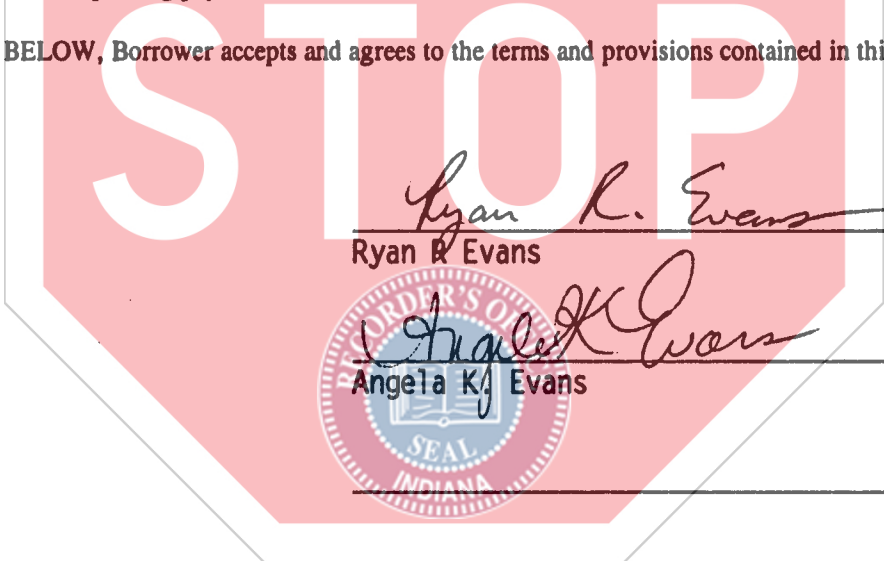 STOP
BELOW, Borrower accepts and agrees to the terms and provisions contained in thi
Ryan R. Evans
Ryan R Evans
Angela K Evans
Angela K Evans
RECORDER'S OFFICE
SEAL
INDIANA